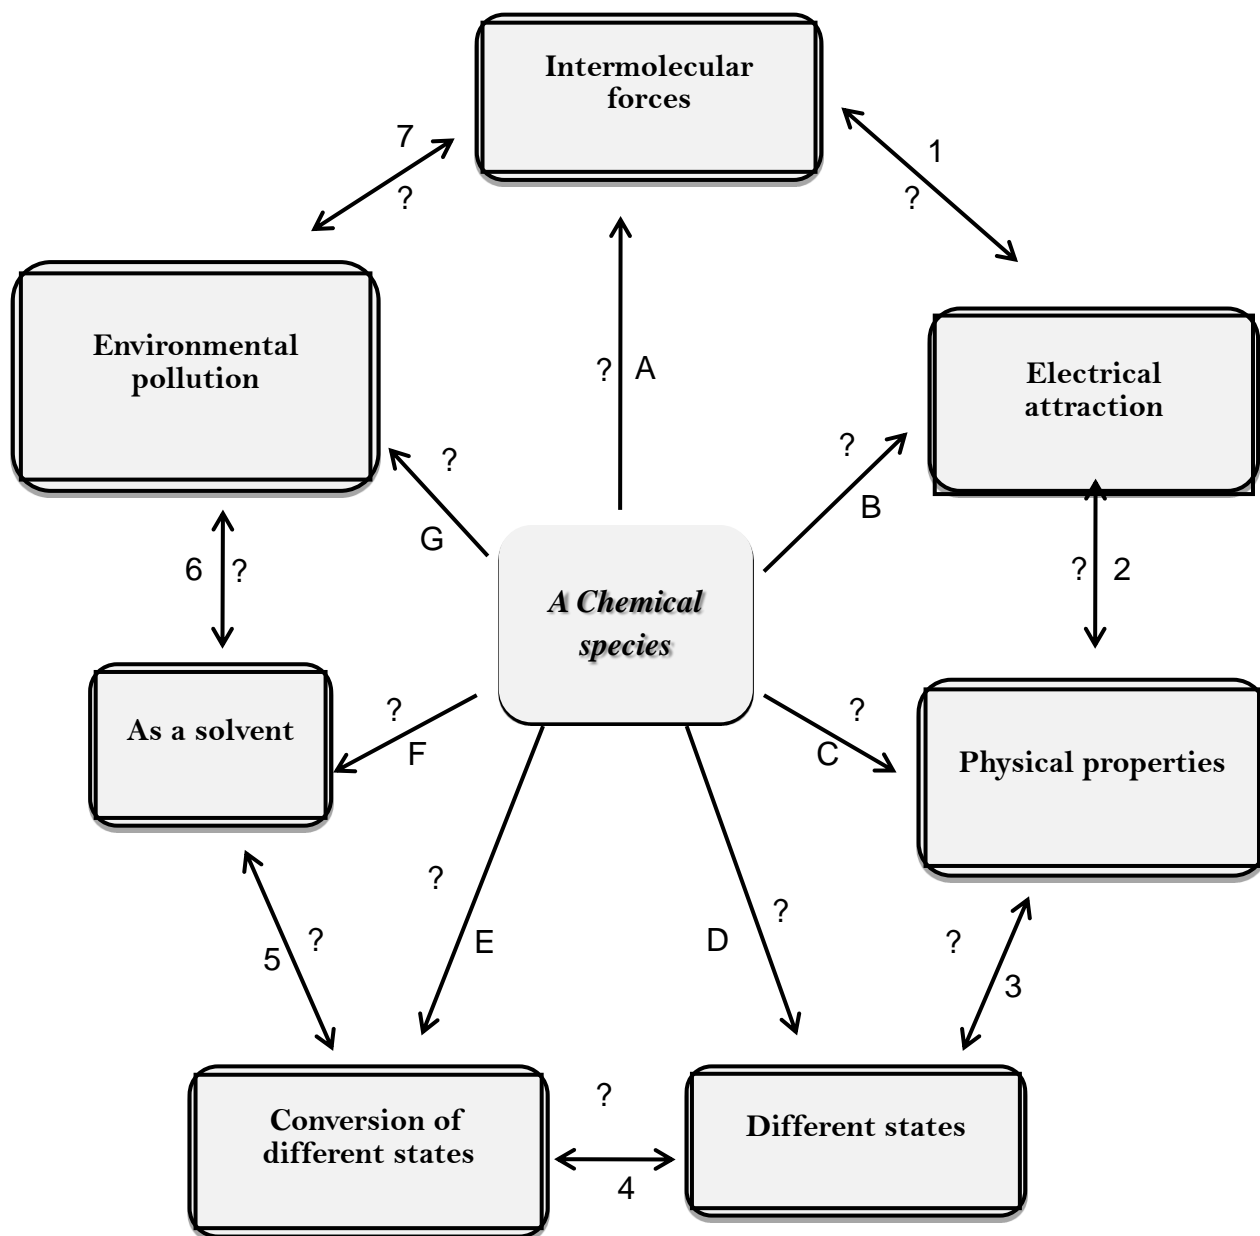 Intermolecular
forces
7
?
1
?
Environmental
pollution
Electrical
attraction
? A
?
B
?
G
6 ?
? 2
A Chemical
species
As a solvent
?
F
?
C
Physical properties
?
E
?
D
?
5
?
3
Conversion of
different states
?
4
Different states